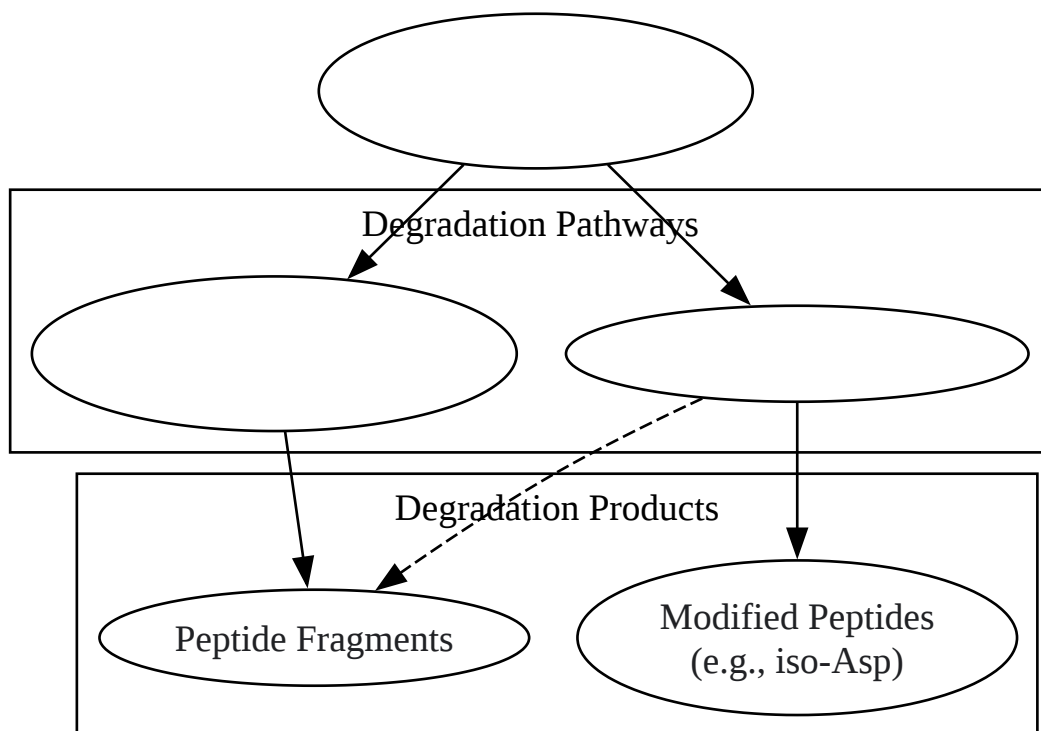 Degradation Pathways
Degradation Products
Peptide Fragments
Modified Peptides
(e.g., iso-Asp)